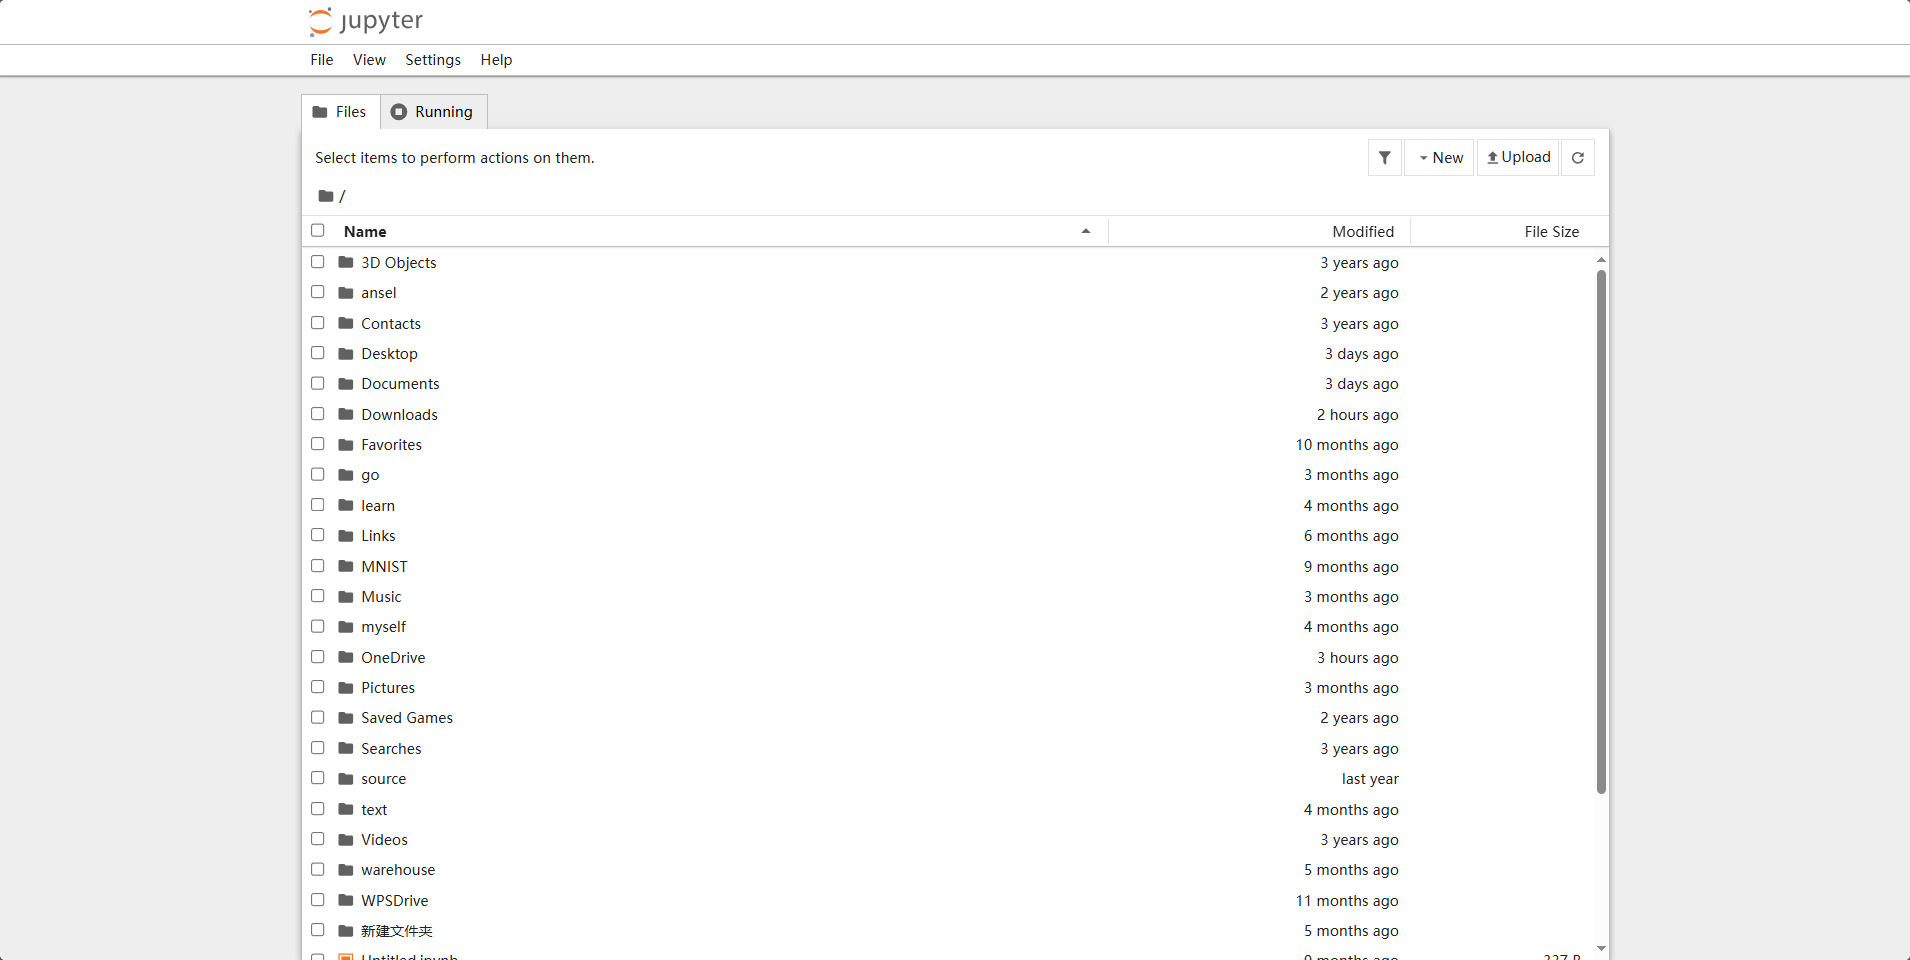 jupyter
File View Settings Help
Files Running
Select items to perform actions on them.
New Upload
/
Name Modified File Size
3D Objects 3 years ago
ansel 2 years ago
Contacts 3 years ago
Desktop 3 days ago
Documents 3 days ago
Downloads 2 hours ago
Favorites 10 months ago
go 3 months ago
learn 4 months ago
Links 6 months ago
MNIST 9 months ago
Music 3 months ago
myself 4 months ago
OneDrive 3 hours ago
Pictures 3 months ago
Saved Games 2 years ago
Searches 3 years ago
source last year
text 4 months ago
Videos 3 years ago
warehouse 5 months ago
WPSDrive 11 months ago
新建文件夹 5 months ago
Untitled.ipynb months ago